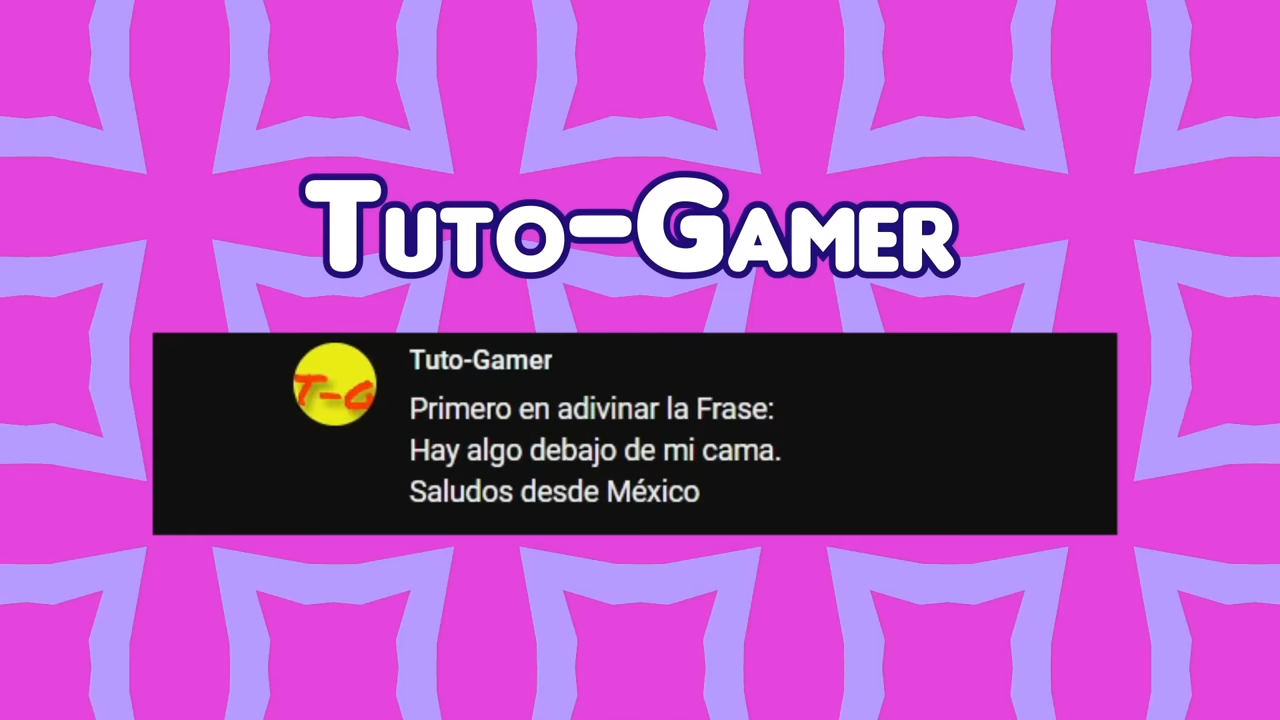 Tuto-Gamer
T-G
Tuto-Gamer
Primero en adivinar la Frase:
Hay algo debajo de mi cama.
Saludos desde México